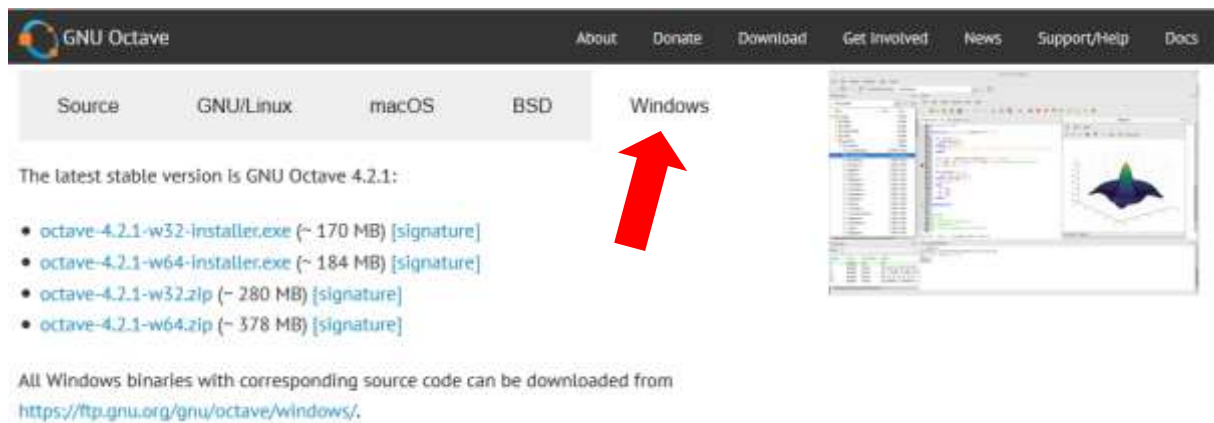 GNU Octave
About Donate Download Get Involved News Support/Help Docs
Source GNU/Linux macOS BSD Windows
The latest stable version is GNU Octave 4.2.1:
• octave-4.2.1-w32-installer.exe (~ 170 MB) [signature]
• octave-4.2.1-w64-installer.exe (~ 184 MB) [signature]
• octave-4.2.1-w32.zip (~ 280 MB) [signature]
• octave-4.2.1-w64.zip (~ 378 MB) [signature]
All Windows binaries with corresponding source code can be downloaded from
https://ftp.gnu.org/gnu/octave/windows/.